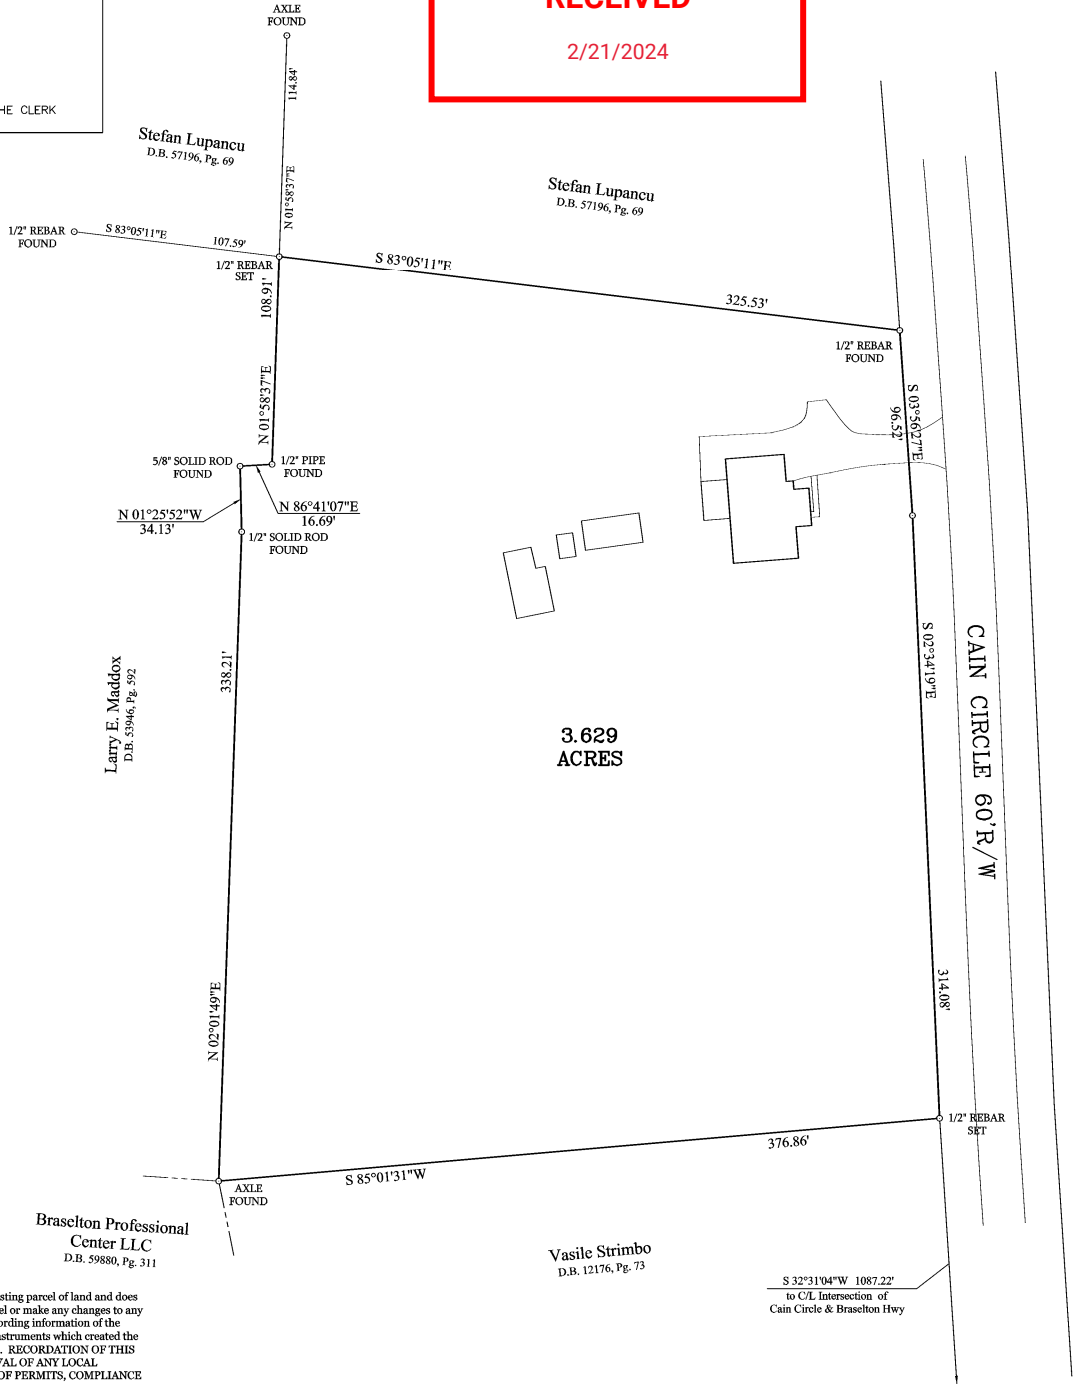 RECEIVED
2/21/2024
HE CLERK
AXLE
FOUND
114.84'
N 01°58'37"E
Stefan Lupancu
D.B. 57196, Pg. 69
Stefan Lupancu
D.B. 57196, Pg. 69
1/2" REBAR
FOUND
S 83°05'11"E
107.59'
1/2" REBAR
SET
S 83°05'11"E
325.53'
1/2" REBAR
FOUND
108.91'
N 01°58'37"E
S 03°56'27"E
96.52'
5/8" SOLID ROD
FOUND
1/2" PIPE
FOUND
N 86°41'07"E
16.69'
N 01°25'52"W
34.13'
1/2" SOLID ROD
FOUND
338.21'
N 02°01'49"E
Larry E. Maddox
D.B. 53946, Pg. 592
3.629
ACRES
S 02°34'19"E
314.08'
CAIN CIRCLE 60'R/W
1/2" REBAR
SET
376.86'
S 85°01'31"W
AXLE
FOUND
Braselton Professional
Center LLC
D.B. 59880, Pg. 311
Vasile Strimbo
D.B. 12176, Pg. 73
S 32°31'04"W 1087.22'
to C/L Intersection of
Cain Circle & Braselton Hwy
sting parcel of land and does
el or make any changes to any
ording information of the
nstruments which created the
. RECORDATION OF THIS
VAL OF ANY LOCAL
OF PERMITS, COMPLIANCE